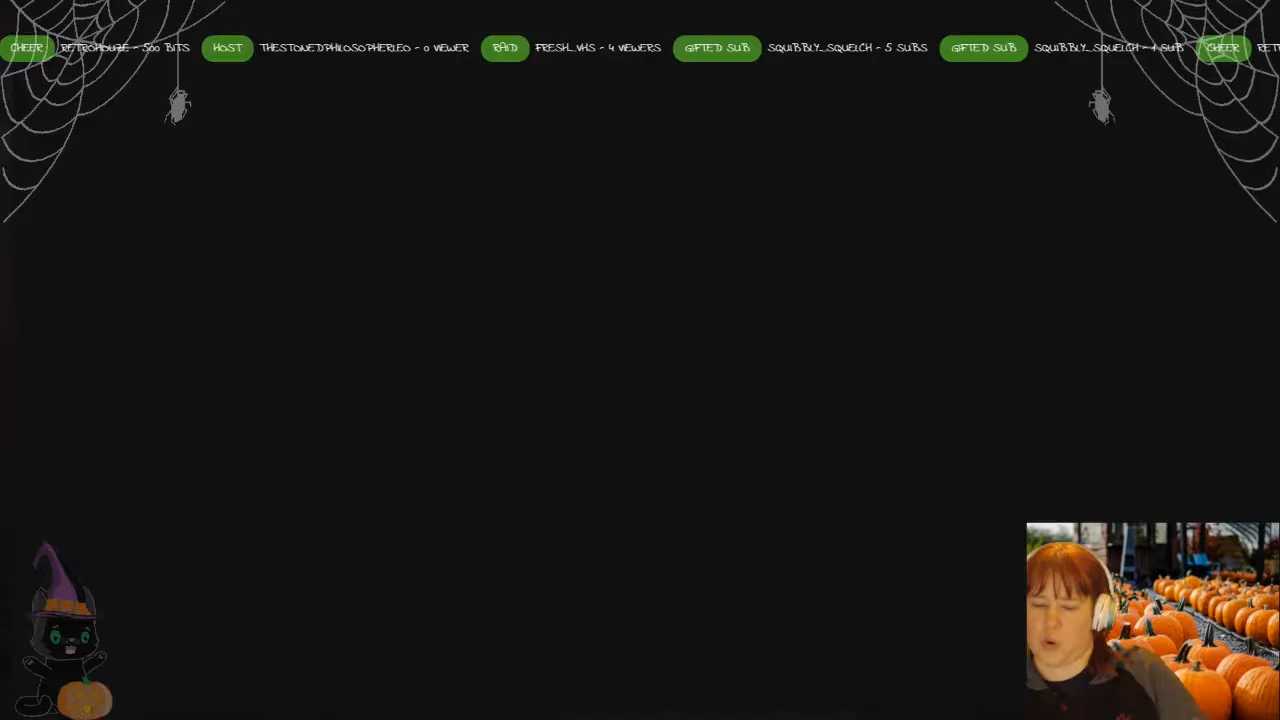 CHEER RETROHOUZE - 500 BITS HOST THESTONEDPHILOSOPHERLEO - 0 VIEWER RAID FRESH_VHS - 4 VIEWERS GIFTED SUB SQUIBBLY_SQUELCH - 5 SUBS GIFTED SUB SQUIBBLY_SQUELCH - 1 SUB CHEER